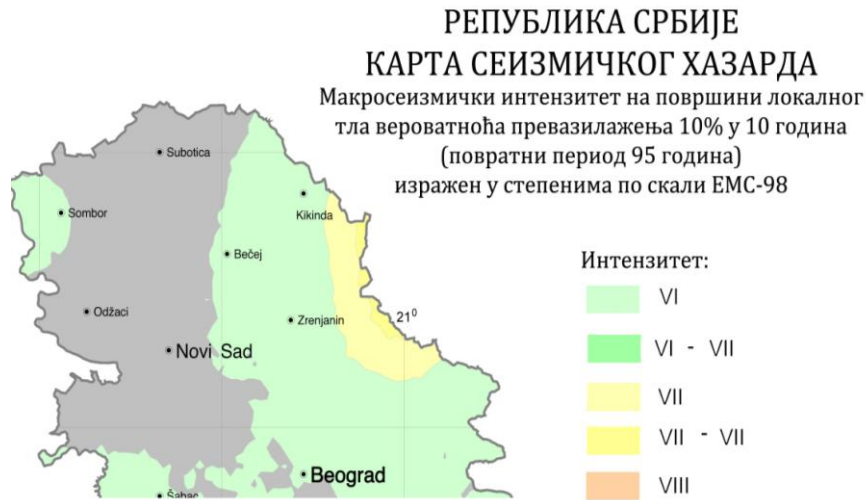 РЕПУБЛИКА СРБИЈЕ
КАРТА СЕИЗМИЧКОГ ХАЗАРДА
Макросеизмички интензитет на површини локалног
тла вероватноћа превазилажења 10% у 10 година
(повратни период 95 година)
изражен у степенима по скали ЕМС-98
Subotica
Sombor
Kikinda
Bečej
Odžaci
Zrenjanin
21⁰
Novi Sad
Beograd
Šabac
Интензитет:
VI
VI - VII
VII
VII - VII
VIII